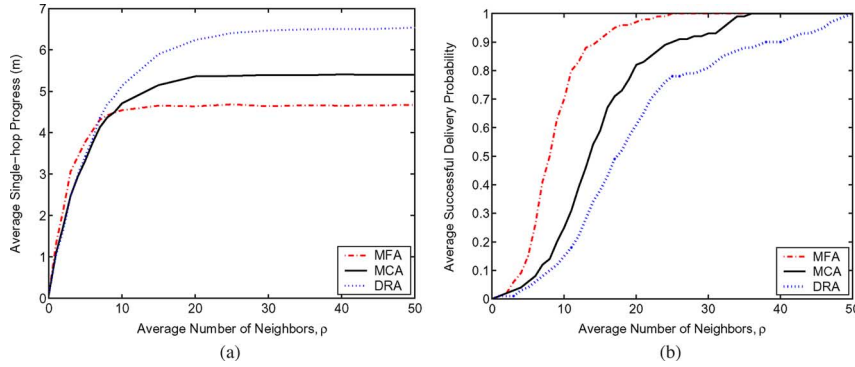 7
6
5
4
3
2
1
0
Average Single-hop Progress (m)
0 10 20 30 40 50
Average Number of Neighbors, ρ
MFA
MCA
DRA
(a)
1
0.9
0.8
0.7
0.6
0.5
0.4
0.3
0.2
0.1
0
Average Successful Delivery Probability
0 10 20 30 40 50
Average Number of Neighbors, ρ
MFA
MCA
DRA
(b)